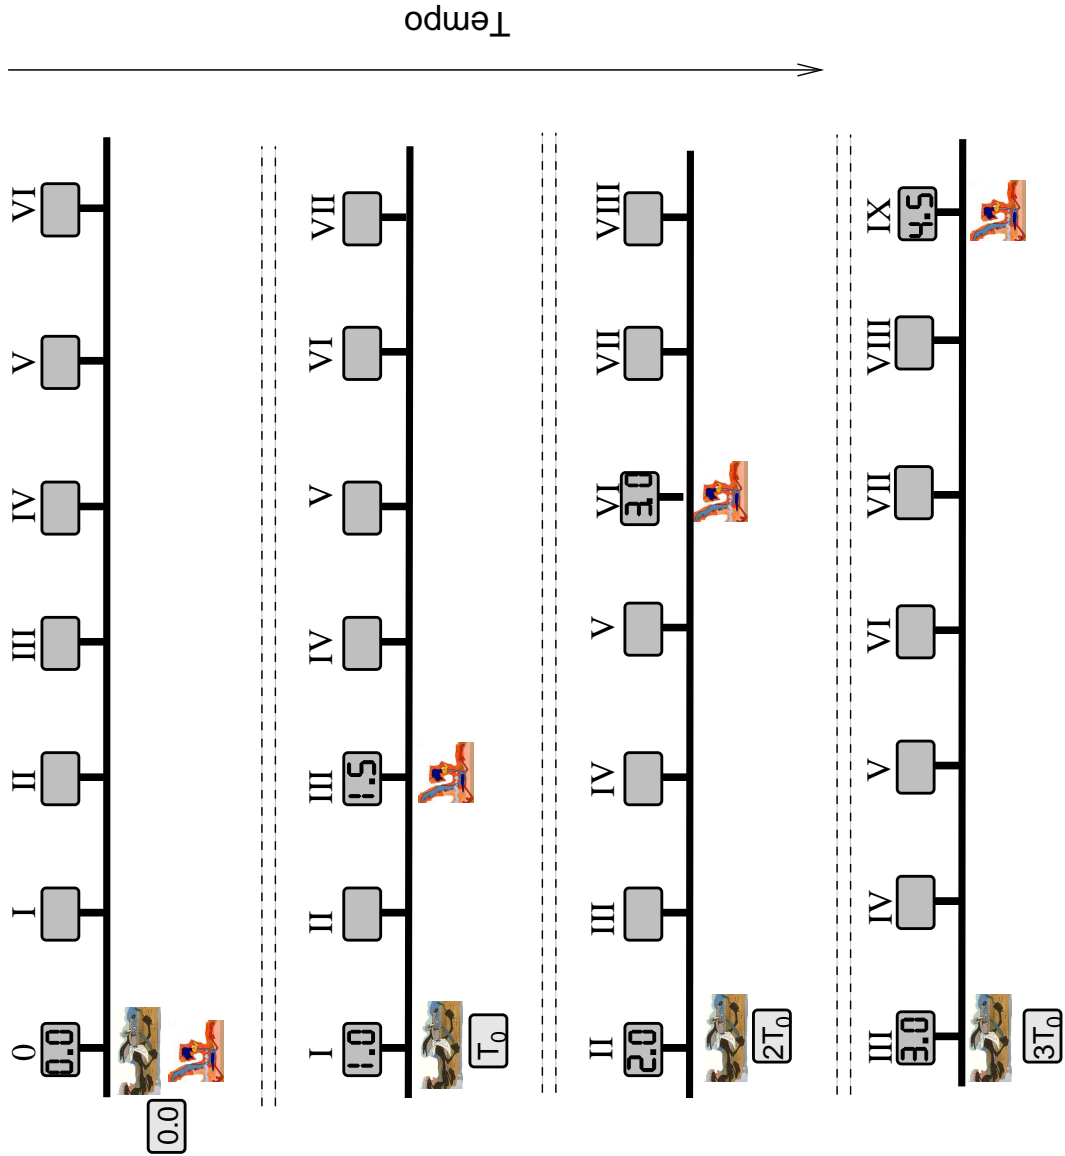 Tempo
0 I II III IV V VI
0.0
0.0
I II III IV V VI VII
1.0 1.5
T₀
II III IV V VI VII VIII
2.0 3.0
2T₀
III IV V VI VII VIII IX
3.0 4.5
3T₀